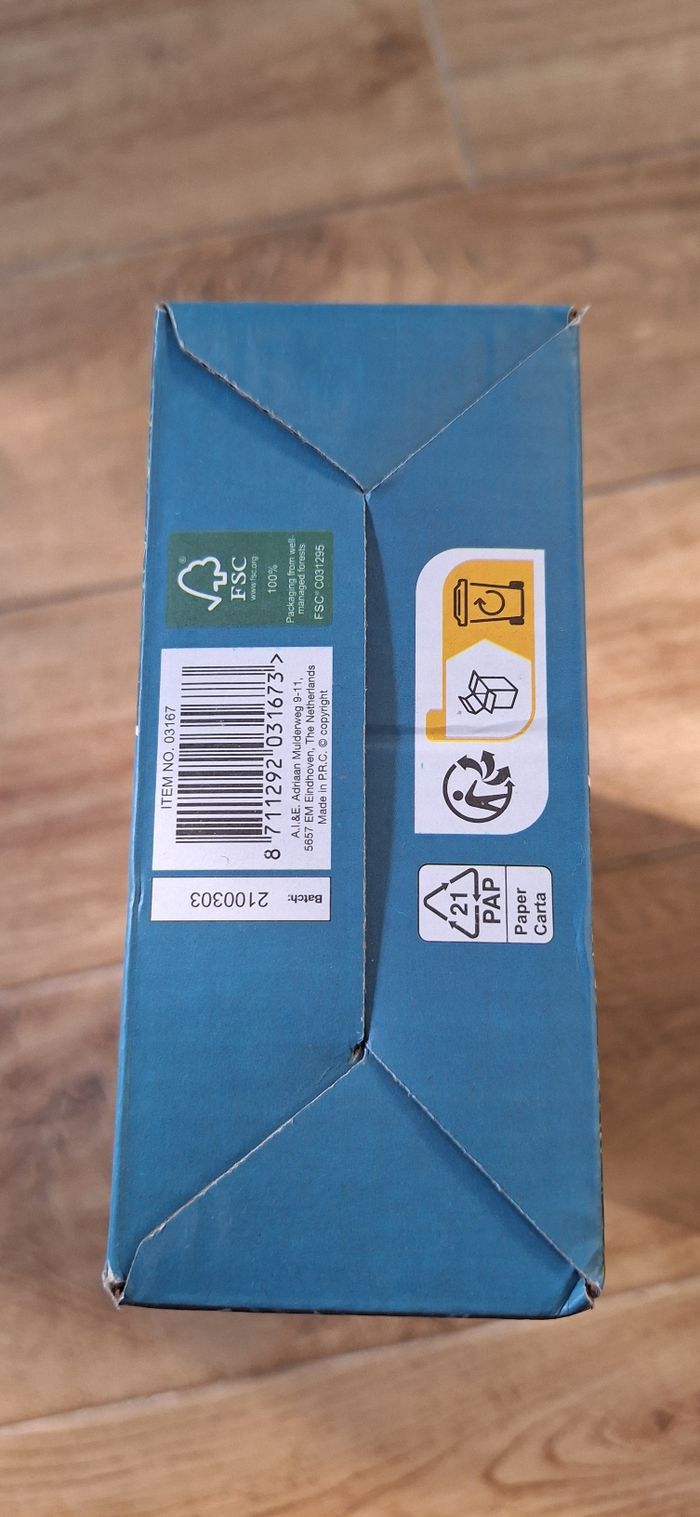 FSC®
www.fsc.org
100%
Packaging from well-
managed forests
FSC® C031295
ITEM NO. 03167
8 711292 031673 >
A.I.&E. Adriaan Mulderweg 9-11,
5657 EM Eindhoven, The Netherlands
Made in P.R.C. © copyright
Batch:
2100303
21
PAP
Paper
Carta